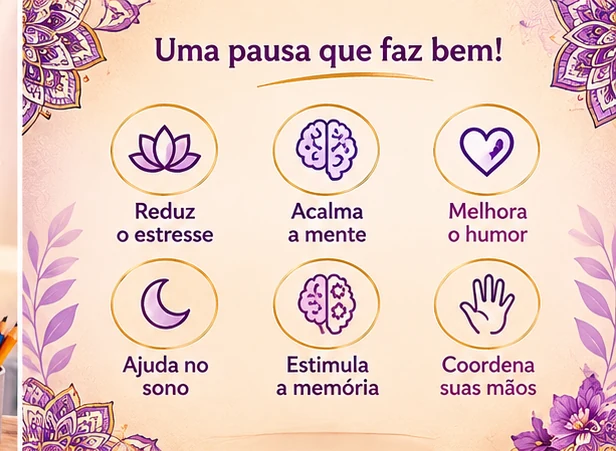 Uma pausa que faz bem!
Reduz
o estresse
Acalma
a mente
Melhora
o humor
Ajuda no
sono
Estimula
a memória
Coordena
suas mãos